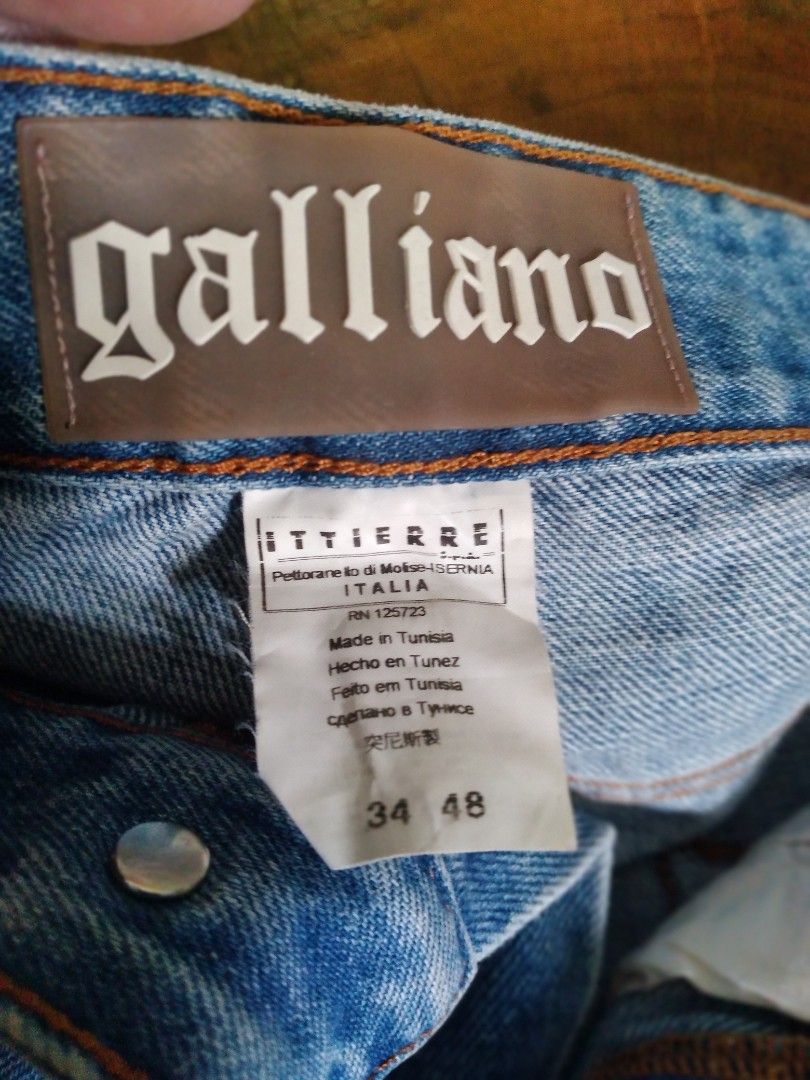 galliano
ITTIERRE
s.p.a.
Pettoranello di Molise-ISERNIA
ITALIA
RN 125723
Made in Tunisia
Hecho en Tunez
Feito em Tunisia
сделано в Тунисе
突尼斯製
34 48